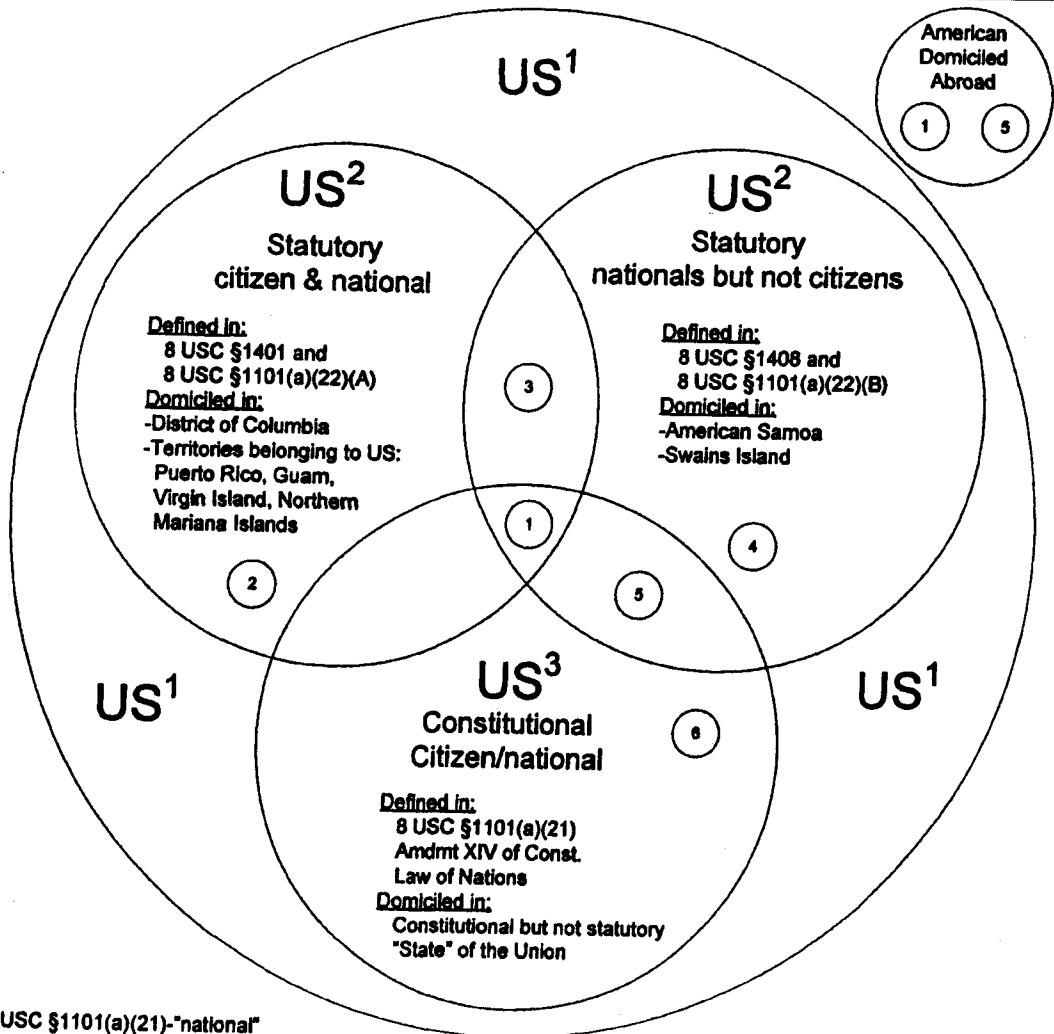 US¹
American
Domiciled
Abroad
1 5
US²
Statutory
citizen & national
Defined in:
8 USC §1401 and
8 USC §1101(a)(22)(A)
Domiciled in:
-District of Columbia
-Territories belonging to US:
Puerto Rico, Guam,
Virgin Island, Northern
Mariana Islands
2
3
1
US²
Statutory
nationals but not citizens
Defined in:
8 USC §1408 and
8 USC §1101(a)(22)(B)
Domiciled in:
-American Samoa
-Swains Island
4
5
US¹
US³
Constitutional
Citizen/national
6
Defined in:
8 USC §1101(a)(21)
Amdmt XIV of Const.
Law of Nations
Domiciled in:
Constitutional but not statutory
"State" of the Union
US¹
USC §1101(a)(21)-"national"